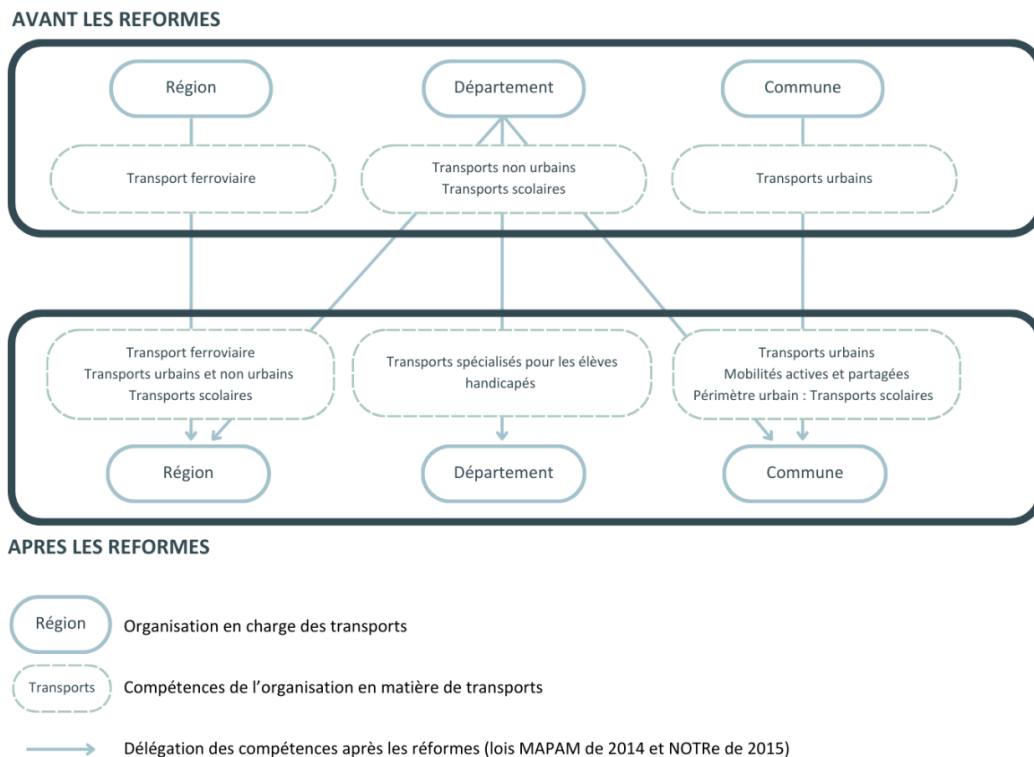 AVANT LES REFORMES
Région
Département
Commune
Transport ferroviaire
Transports non urbains
Transports scolaires
Transports urbains
Transport ferroviaire
Transports urbains et non urbains
Transports scolaires
Transports spécialisés pour les élèves
handicapés
Transports urbains
Mobilités actives et partagées
Périmètre urbain : Transports scolaires
Région
Département
Commune
APRES LES REFORMES
Région
Organisation en charge des transports
Transports
Compétences de l'organisation en matière de transports
Délégation des compétences après les réformes (lois MAPAM de 2014 et NOTRe de 2015)